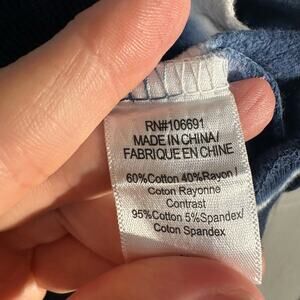 RN#106691
MADE IN CHINA/
FABRIQUE EN CHINE
60%Cotton 40%Rayon/
Coton Rayonne
Contrast
95%Cotton 5%Spandex/
Coton Spandex